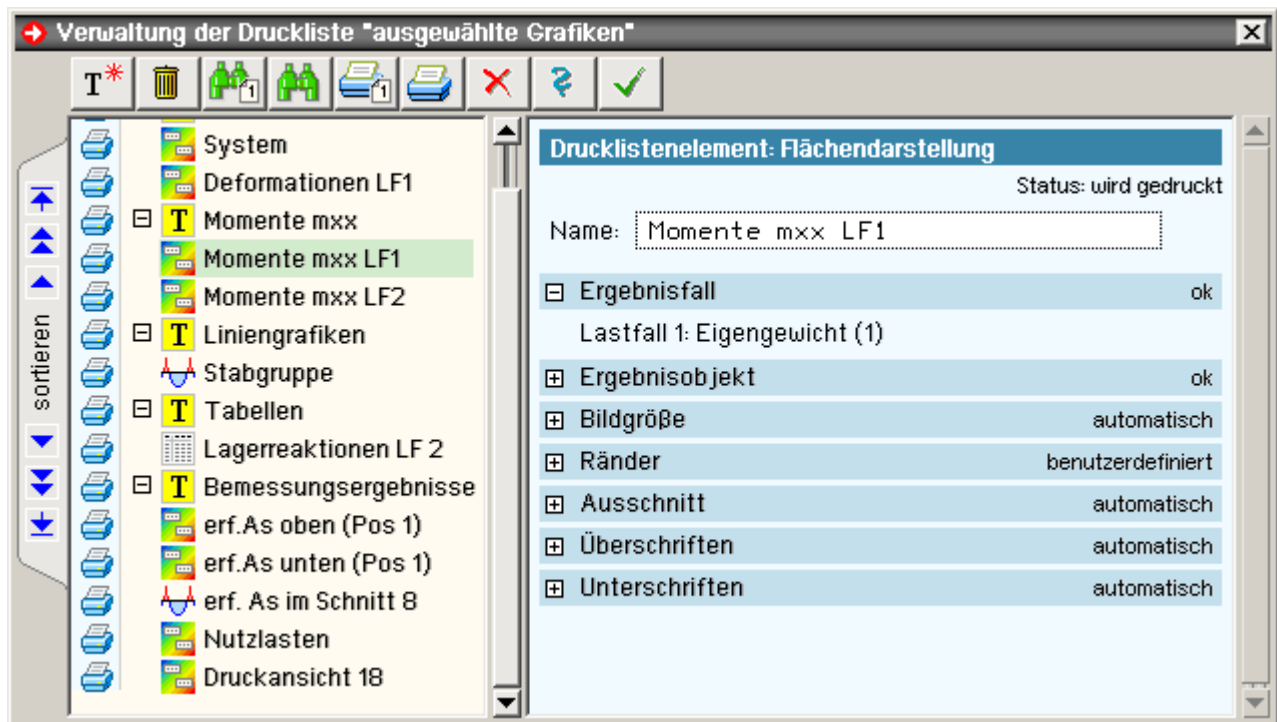 Verwaltung der Druckliste "ausgewählte Grafiken"
T*
1
1
sortieren
System
Deformationen LF1
T Momente mxx
Momente mxx LF1
Momente mxx LF2
T Liniengrafiken
Stabgruppe
T Tabellen
Lagerreaktionen LF 2
T Bemessungsergebnisse
erf.As oben (Pos 1)
erf.As unten (Pos 1)
erf. As im Schnitt 8
Nutzlasten
Druckansicht 18
Drucklistenelement: Flächendarstellung
Status: wird gedruckt
Name: Momente mxx LF1
Ergebnisfall ok
Lastfall 1: Eigengewicht (1)
Ergebnisobjekt ok
Bildgröße automatisch
Ränder benutzerdefiniert
Ausschnitt automatisch
Überschriften automatisch
Unterschriften automatisch